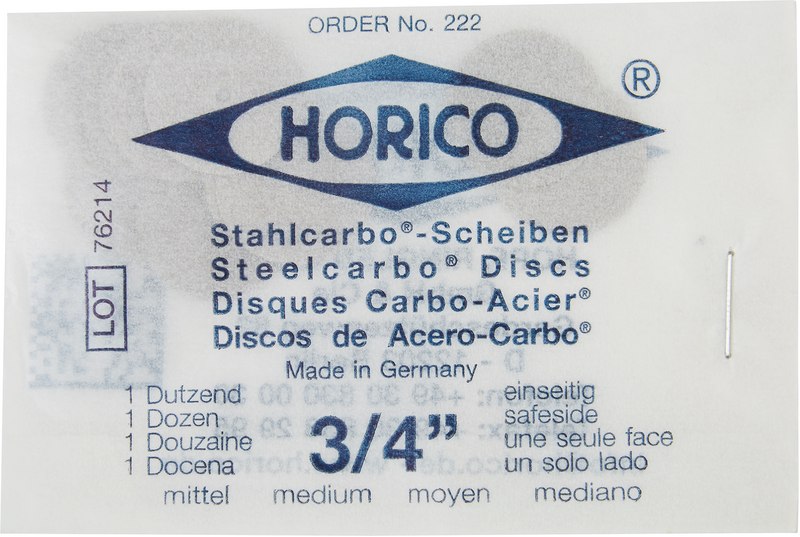 ORDER No. 222
HORICO ®
LOT 76214
Stahlcarbo®-Scheiben
Steelcarbo® Discs
Disques Carbo-Acier®
Discos de Acero-Carbo®
Made in Germany
1 Dutzend
1 Dozen
1 Douzaine
1 Docena
3/4”
einseitig
safeside
une seule face
un solo lado
mittel medium moyen mediano